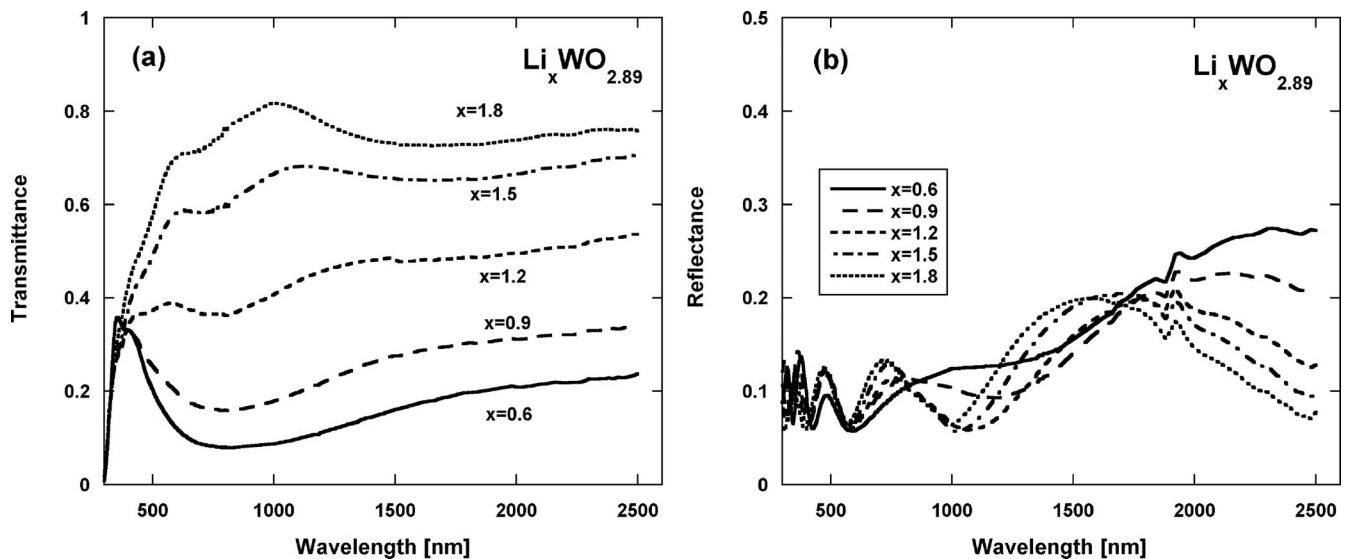 (a)
Li_xWO_2.89
Transmittance
1
0.8
0.6
0.4
0.2
0
x=1.8
x=1.5
x=1.2
x=0.9
x=0.6
500 1000 1500 2000 2500
Wavelength [nm]
(b)
Li_xWO_2.89
Reflectance
0.5
0.4
0.3
0.2
0.1
0
x=0.6
x=0.9
x=1.2
x=1.5
x=1.8
500 1000 1500 2000 2500
Wavelength [nm]